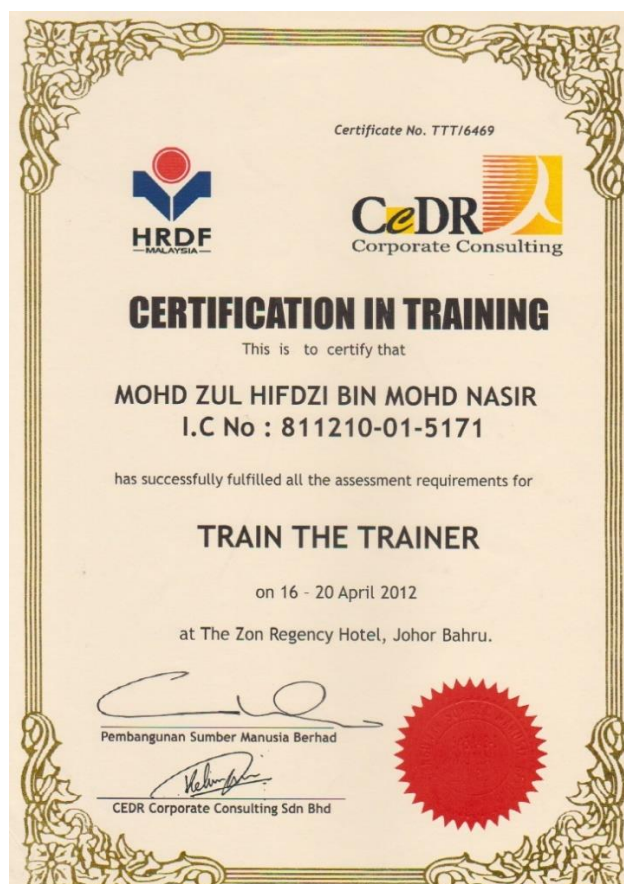 Certificate No. TTT/6469
HRDF
MALAYSIA
CeDR
Corporate Consulting
CERTIFICATION IN TRAINING
This is to certify that
MOHD ZUL HIFDZI BIN MOHD NASIR
I.C No : 811210-01-5171
has successfully fulfilled all the assessment requirements for
TRAIN THE TRAINER
on 16 - 20 April 2012
at The Zon Regency Hotel, Johor Bahru.
Pembangunan Sumber Manusia Berhad
CEDR Corporate Consulting Sdn Bhd